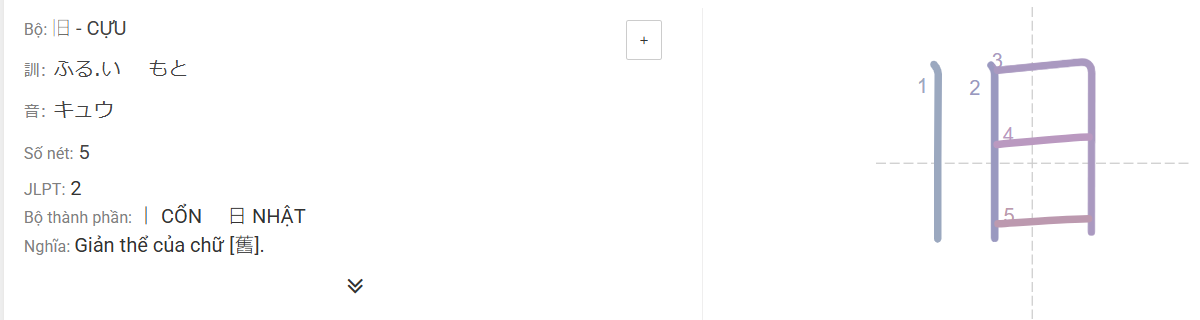 Bộ: 旧 - CỰU
+
訓: ふる.い もと
音: キュウ
Số nét: 5
JLPT: 2
Bộ thành phần: 丨 CỔN 日 NHẬT
Nghĩa: Giản thể của chữ [舊].
旧
1
2
3
4
5